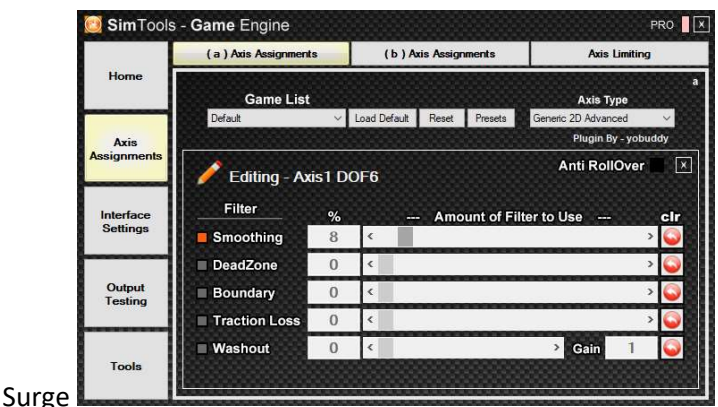 SimTools - Game Engine PRO x
( a ) Axis Assignments ( b ) Axis Assignments Axis Limiting
Home
Axis Assignments
Interface Settings
Output Testing
Tools
a
Game List Axis Type
Default Load Default Reset Presets Generic 2D Advanced
Plugin By - yobuddy
Editing - Axis1 DOF6 Anti RollOver x
Filter % --- Amount of Filter to Use --- clr
Smoothing 8 < >
DeadZone 0 < >
Boundary 0 < >
Traction Loss 0 < >
Washout 0 < > Gain 1
Surge